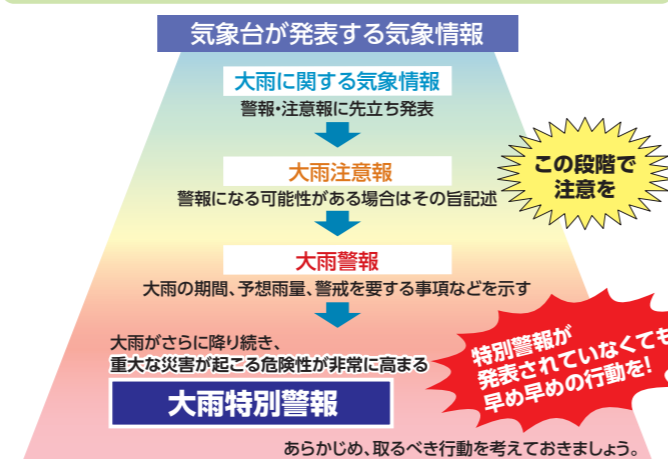 気象台が発表する気象情報
大雨に関する気象情報
警報・注意報に先立ち発表
大雨注意報
警報になる可能性がある場合はその旨記述
この段階で
注意を
大雨警報
大雨の期間、予想雨量、警戒を要する事項などを示す
大雨がさらに降り続き、
重大な災害が起こる危険性が非常に高まる
大雨特別警報
特別警報が
発表されていなくても
早め早めの行動を!
あらかじめ、取るべき行動を考えておきましょう。